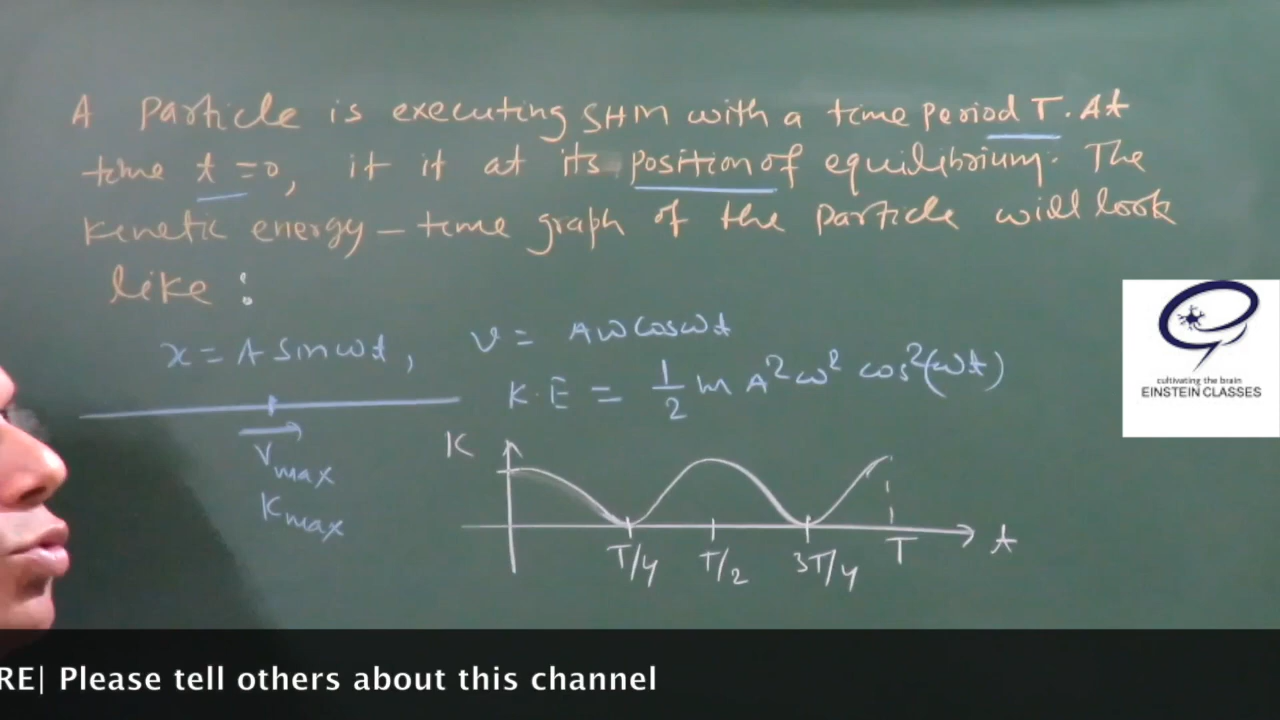 A Particle is executing SHM with a time period T. At
time t = 0, it it at its position of equilibrium. The
kinetic energy – time graph of the particle will look
like :
x = A sin ωt, v = Aω cos ωt
K.E = 1/2 m A² ω² cos² (ωt)
Vmax
Kmax
K
T/4 T/2 3T/4 T t
cultivating the brain
EINSTEIN CLASSES
RE| Please tell others about this channel